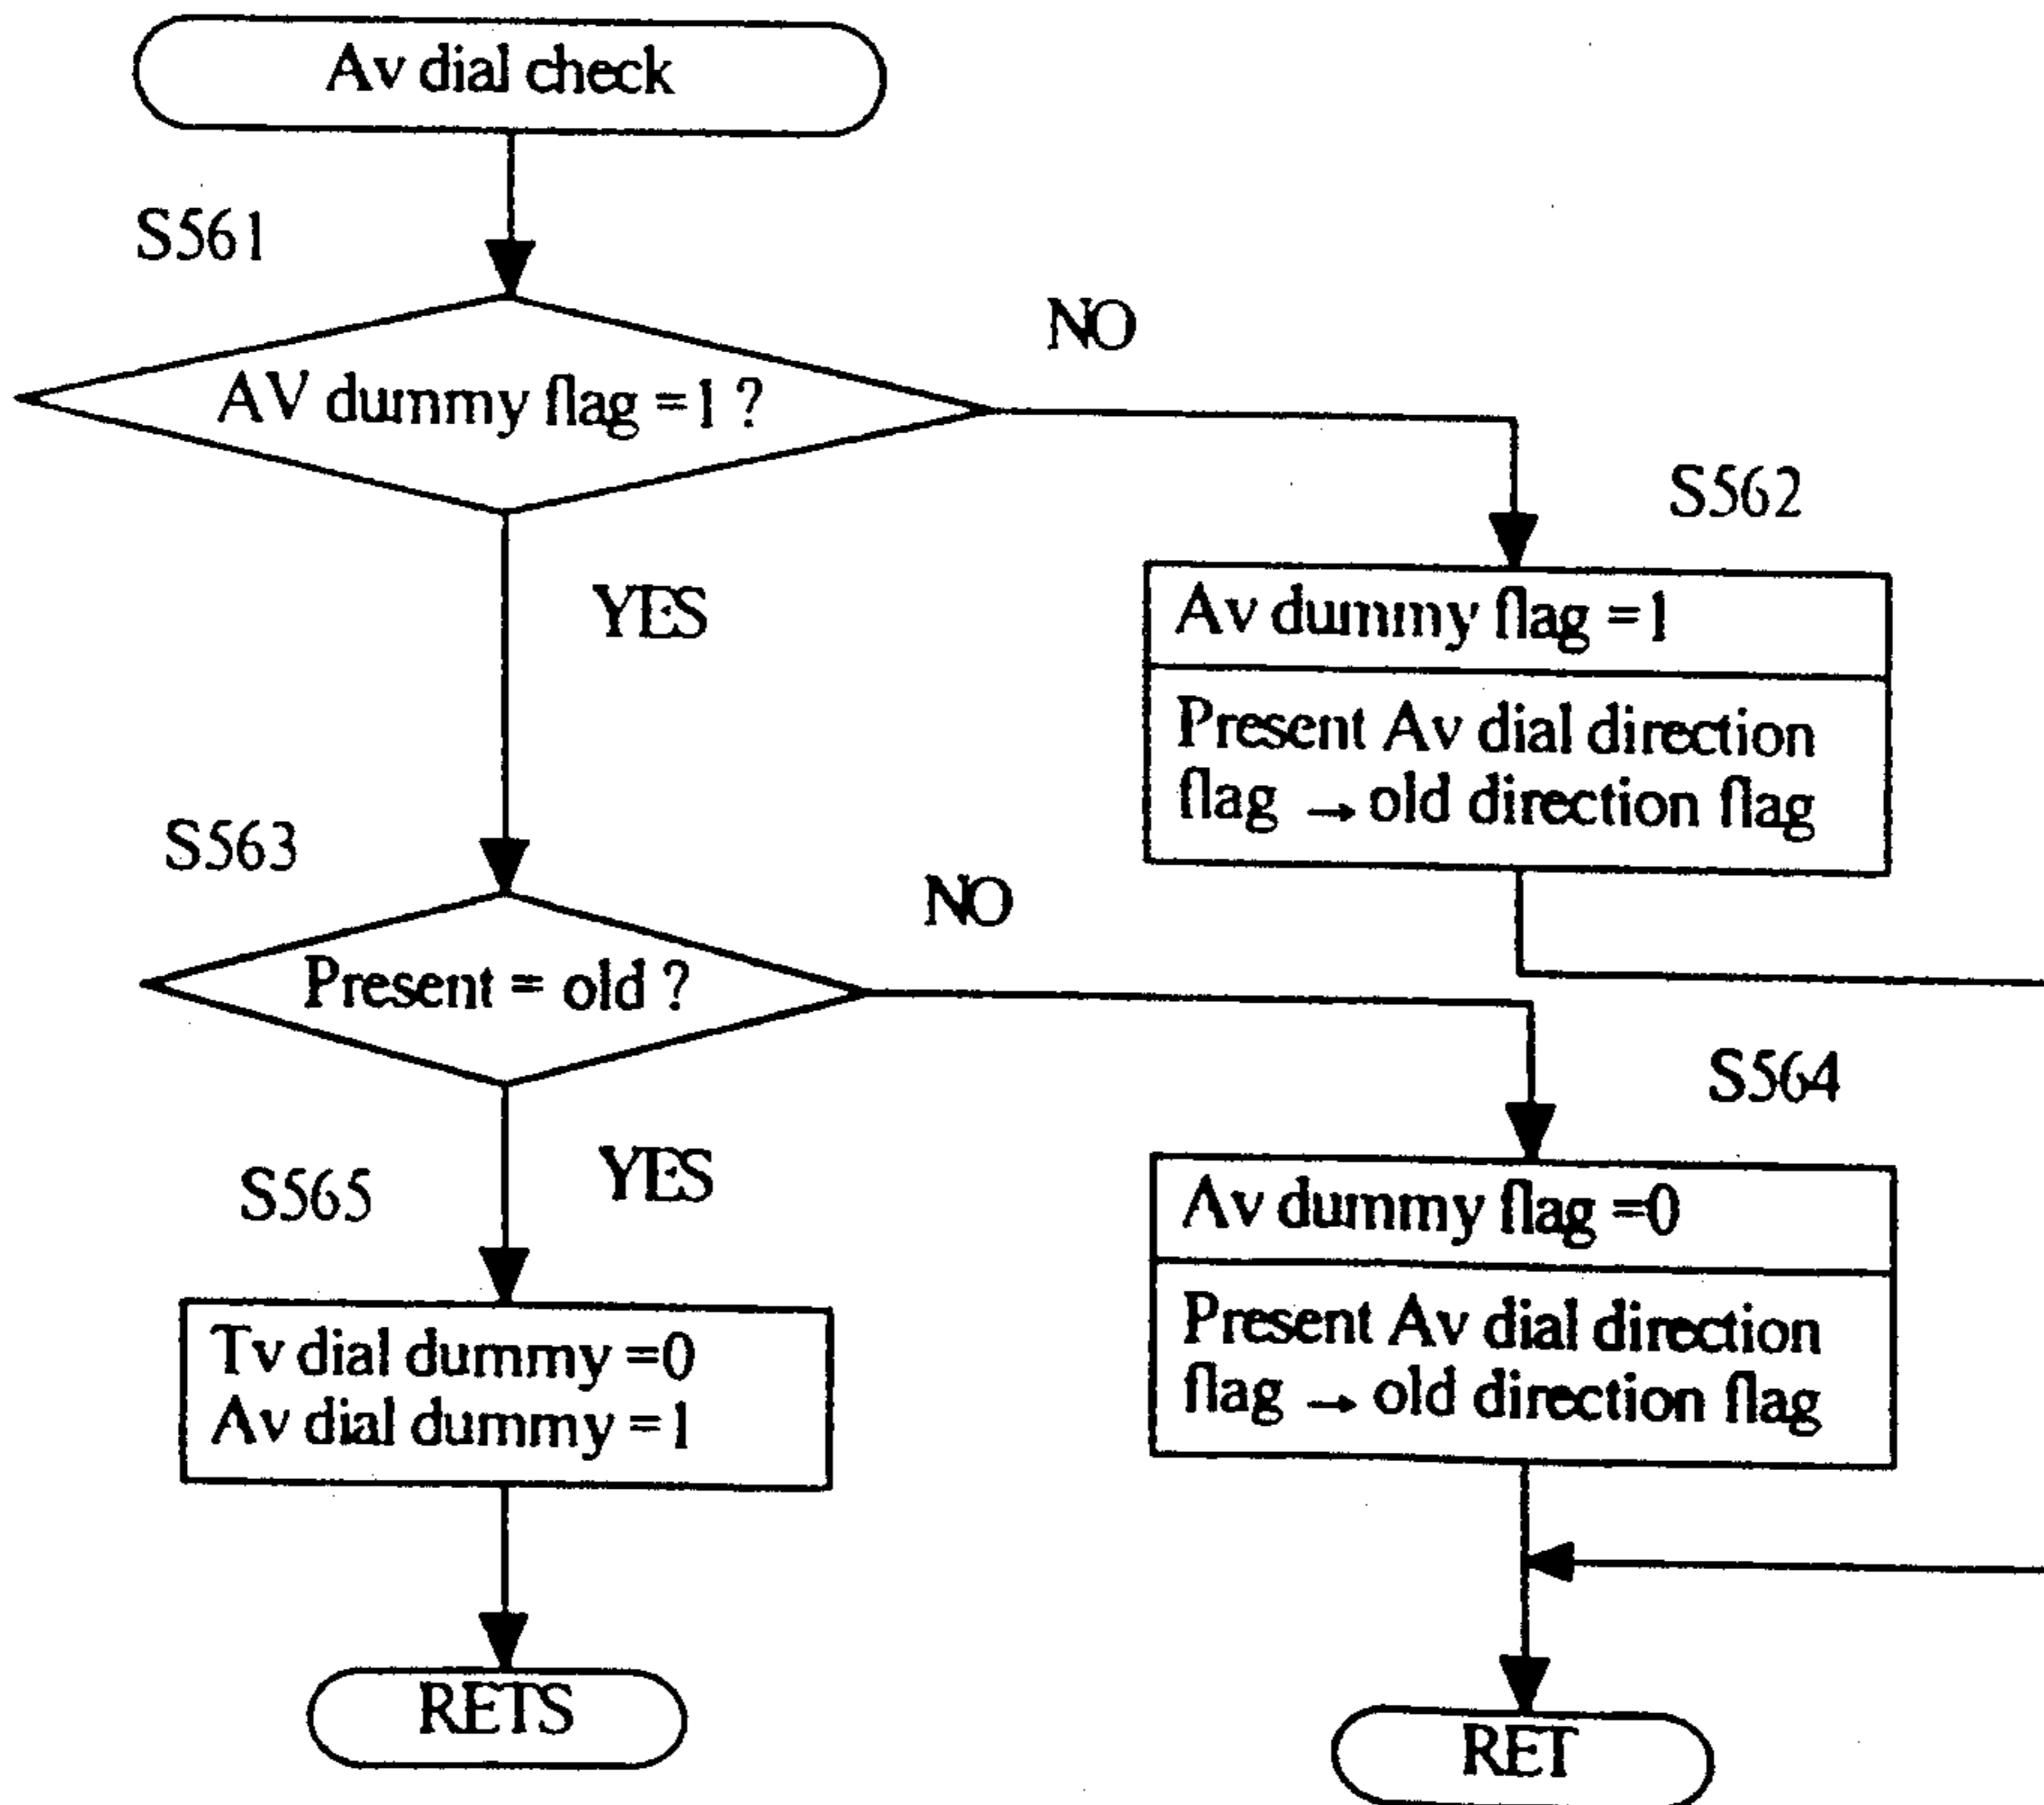 Av dial check
S561
NO
AV dummy flag =1 ?
S562
YES
Av dummy flag =1
Present Av dial direction
flag → old direction flag
S563
NO
Present = old ?
S564
S565
YES
Av dummy flag =0
Present Av dial direction
flag → old direction flag
Tv dial dummy =0
Av dial dummy =1
RETS
RET